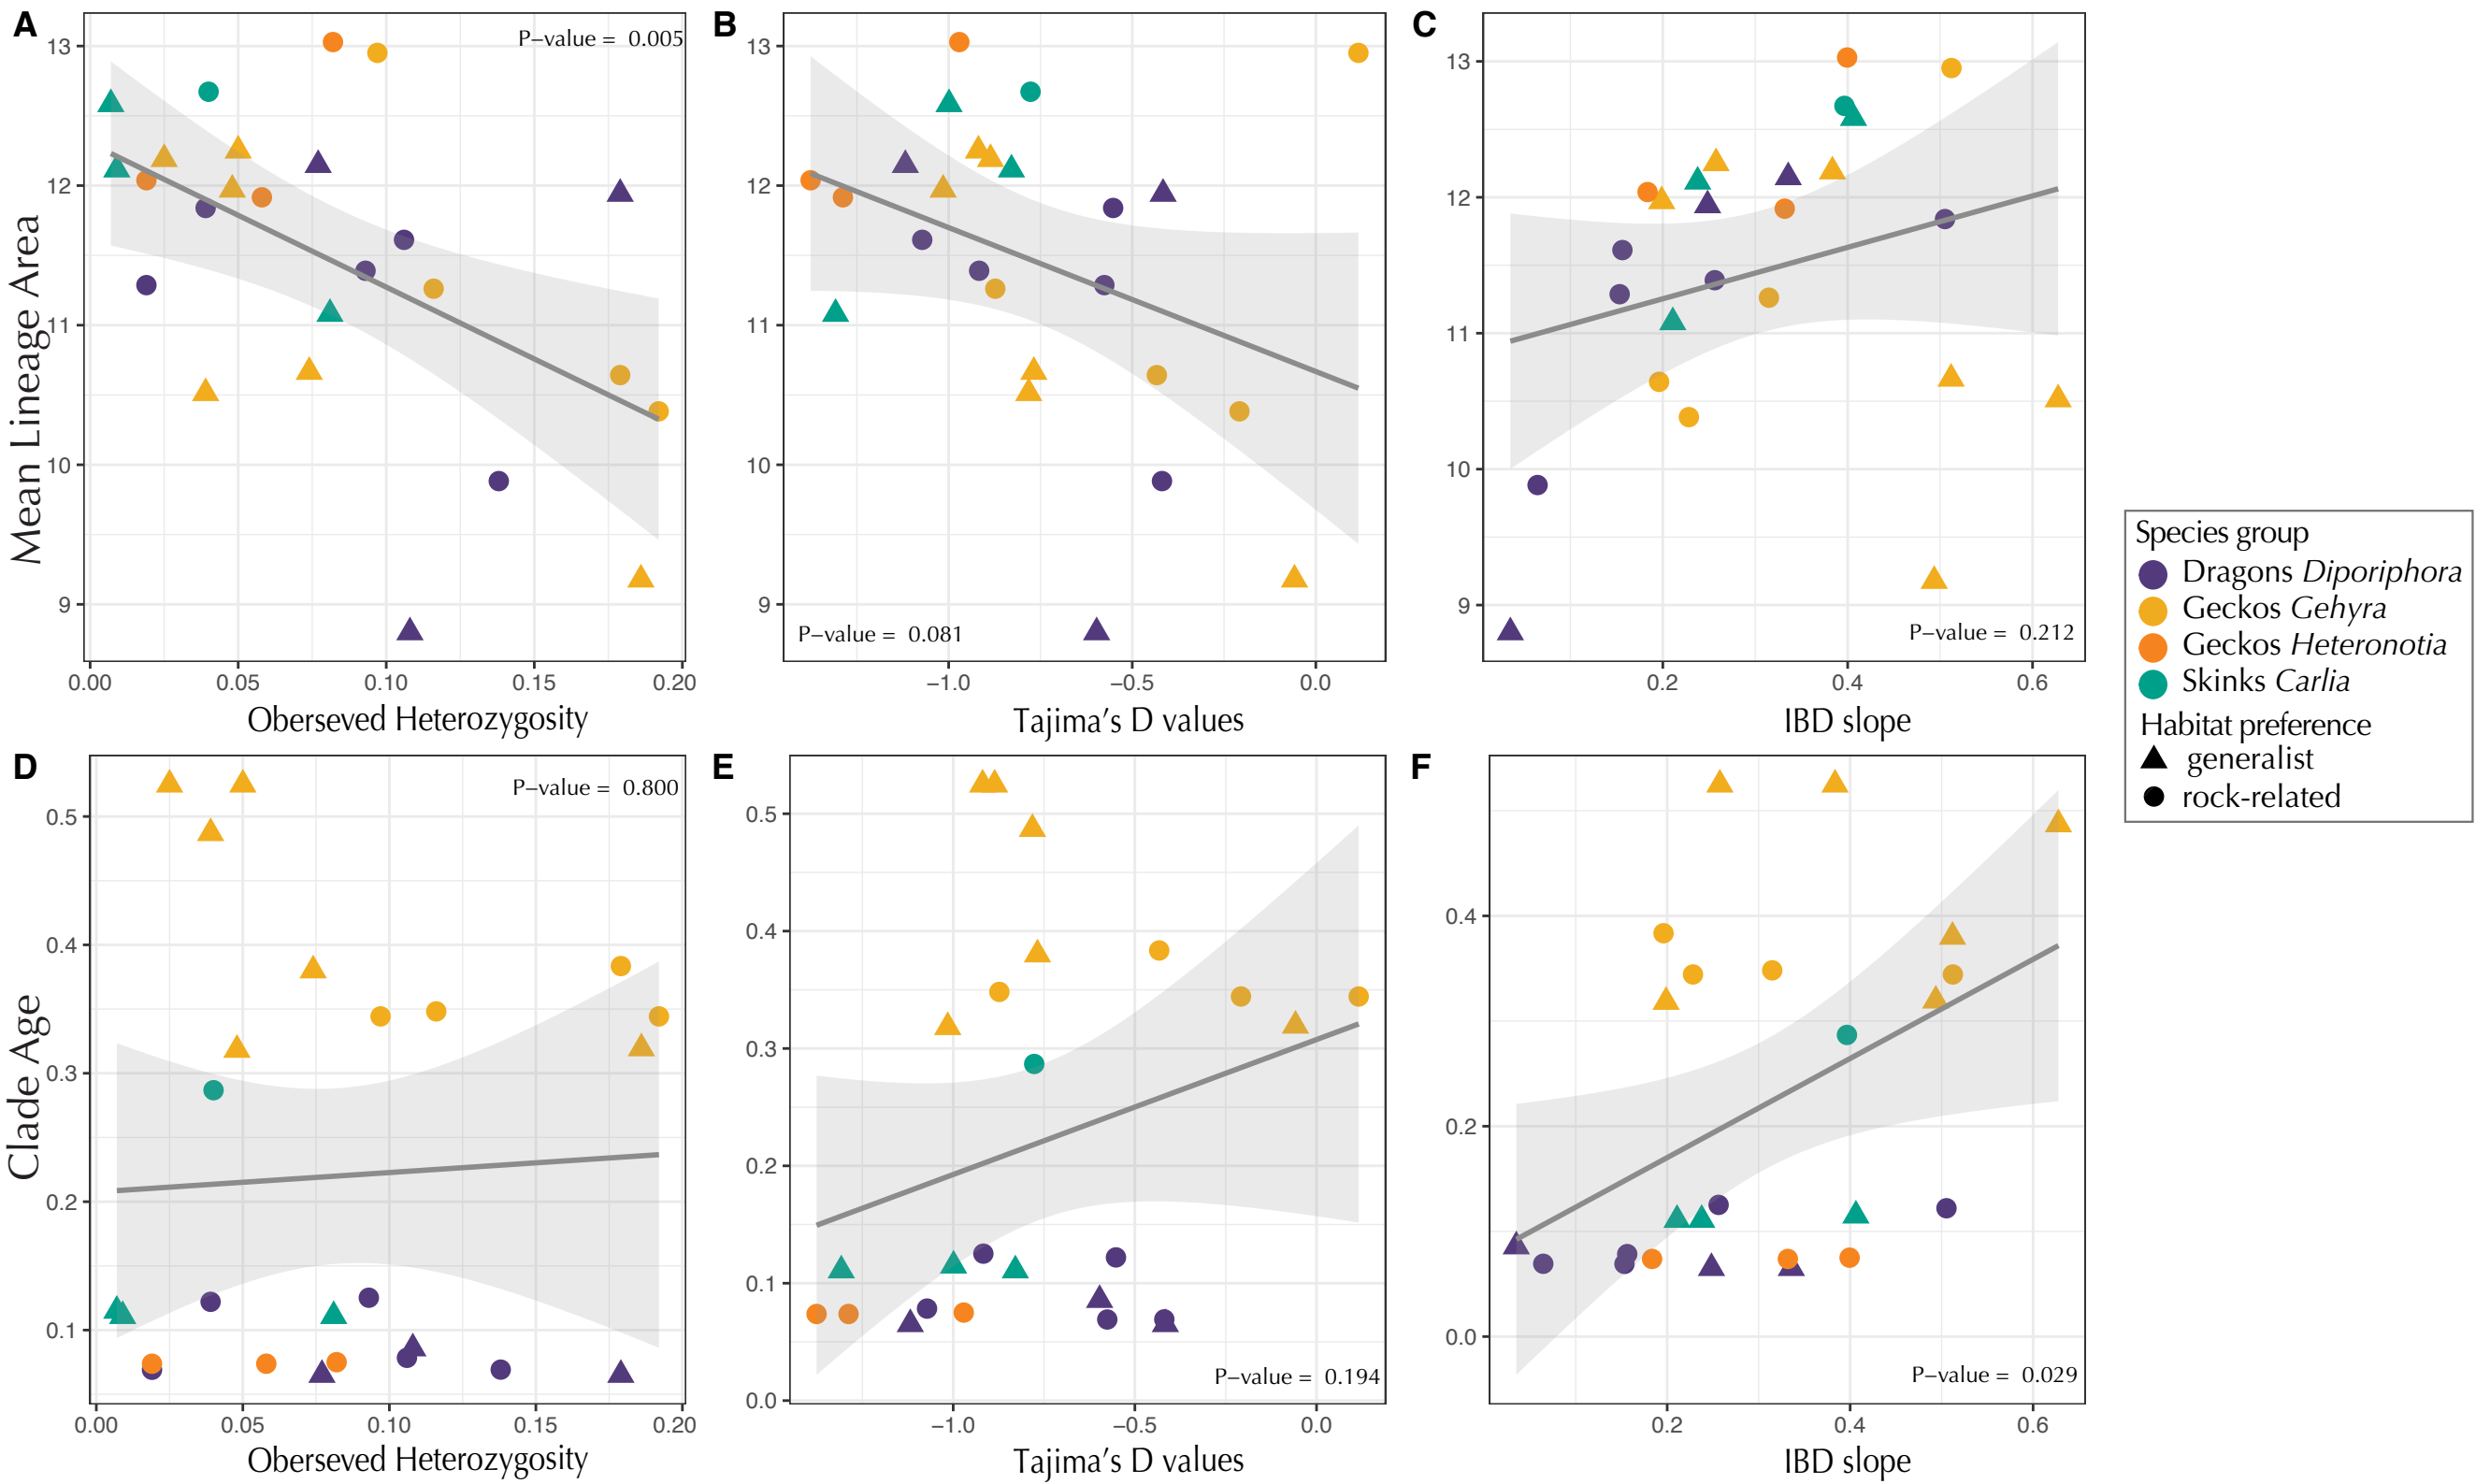 A
P−value = 0.005
13
12
11
10
9
0.00 0.05 0.10 0.15 0.20
Oberseved Heterozygosity
Mean Lineage Area
B
13
12
11
10
9
P−value = 0.081
−1.0 −0.5 0.0
Tajima's D values
C
13
12
11
10
9
P−value = 0.212
0.2 0.4 0.6
IBD slope
Species group
Dragons Diporiphora
Geckos Gehyra
Geckos Heteronotia
Skinks Carlia
Habitat preference
generalist
rock-related
D
P−value = 0.800
0.5
0.4
0.3
0.2
0.1
0.00 0.05 0.10 0.15 0.20
Oberseved Heterozygosity
Clade Age
E
0.5
0.4
0.3
0.2
0.1
0.0
P−value = 0.194
−1.0 −0.5 0.0
Tajima's D values
F
0.4
0.2
0.0
P−value = 0.029
0.2 0.4 0.6
IBD slope